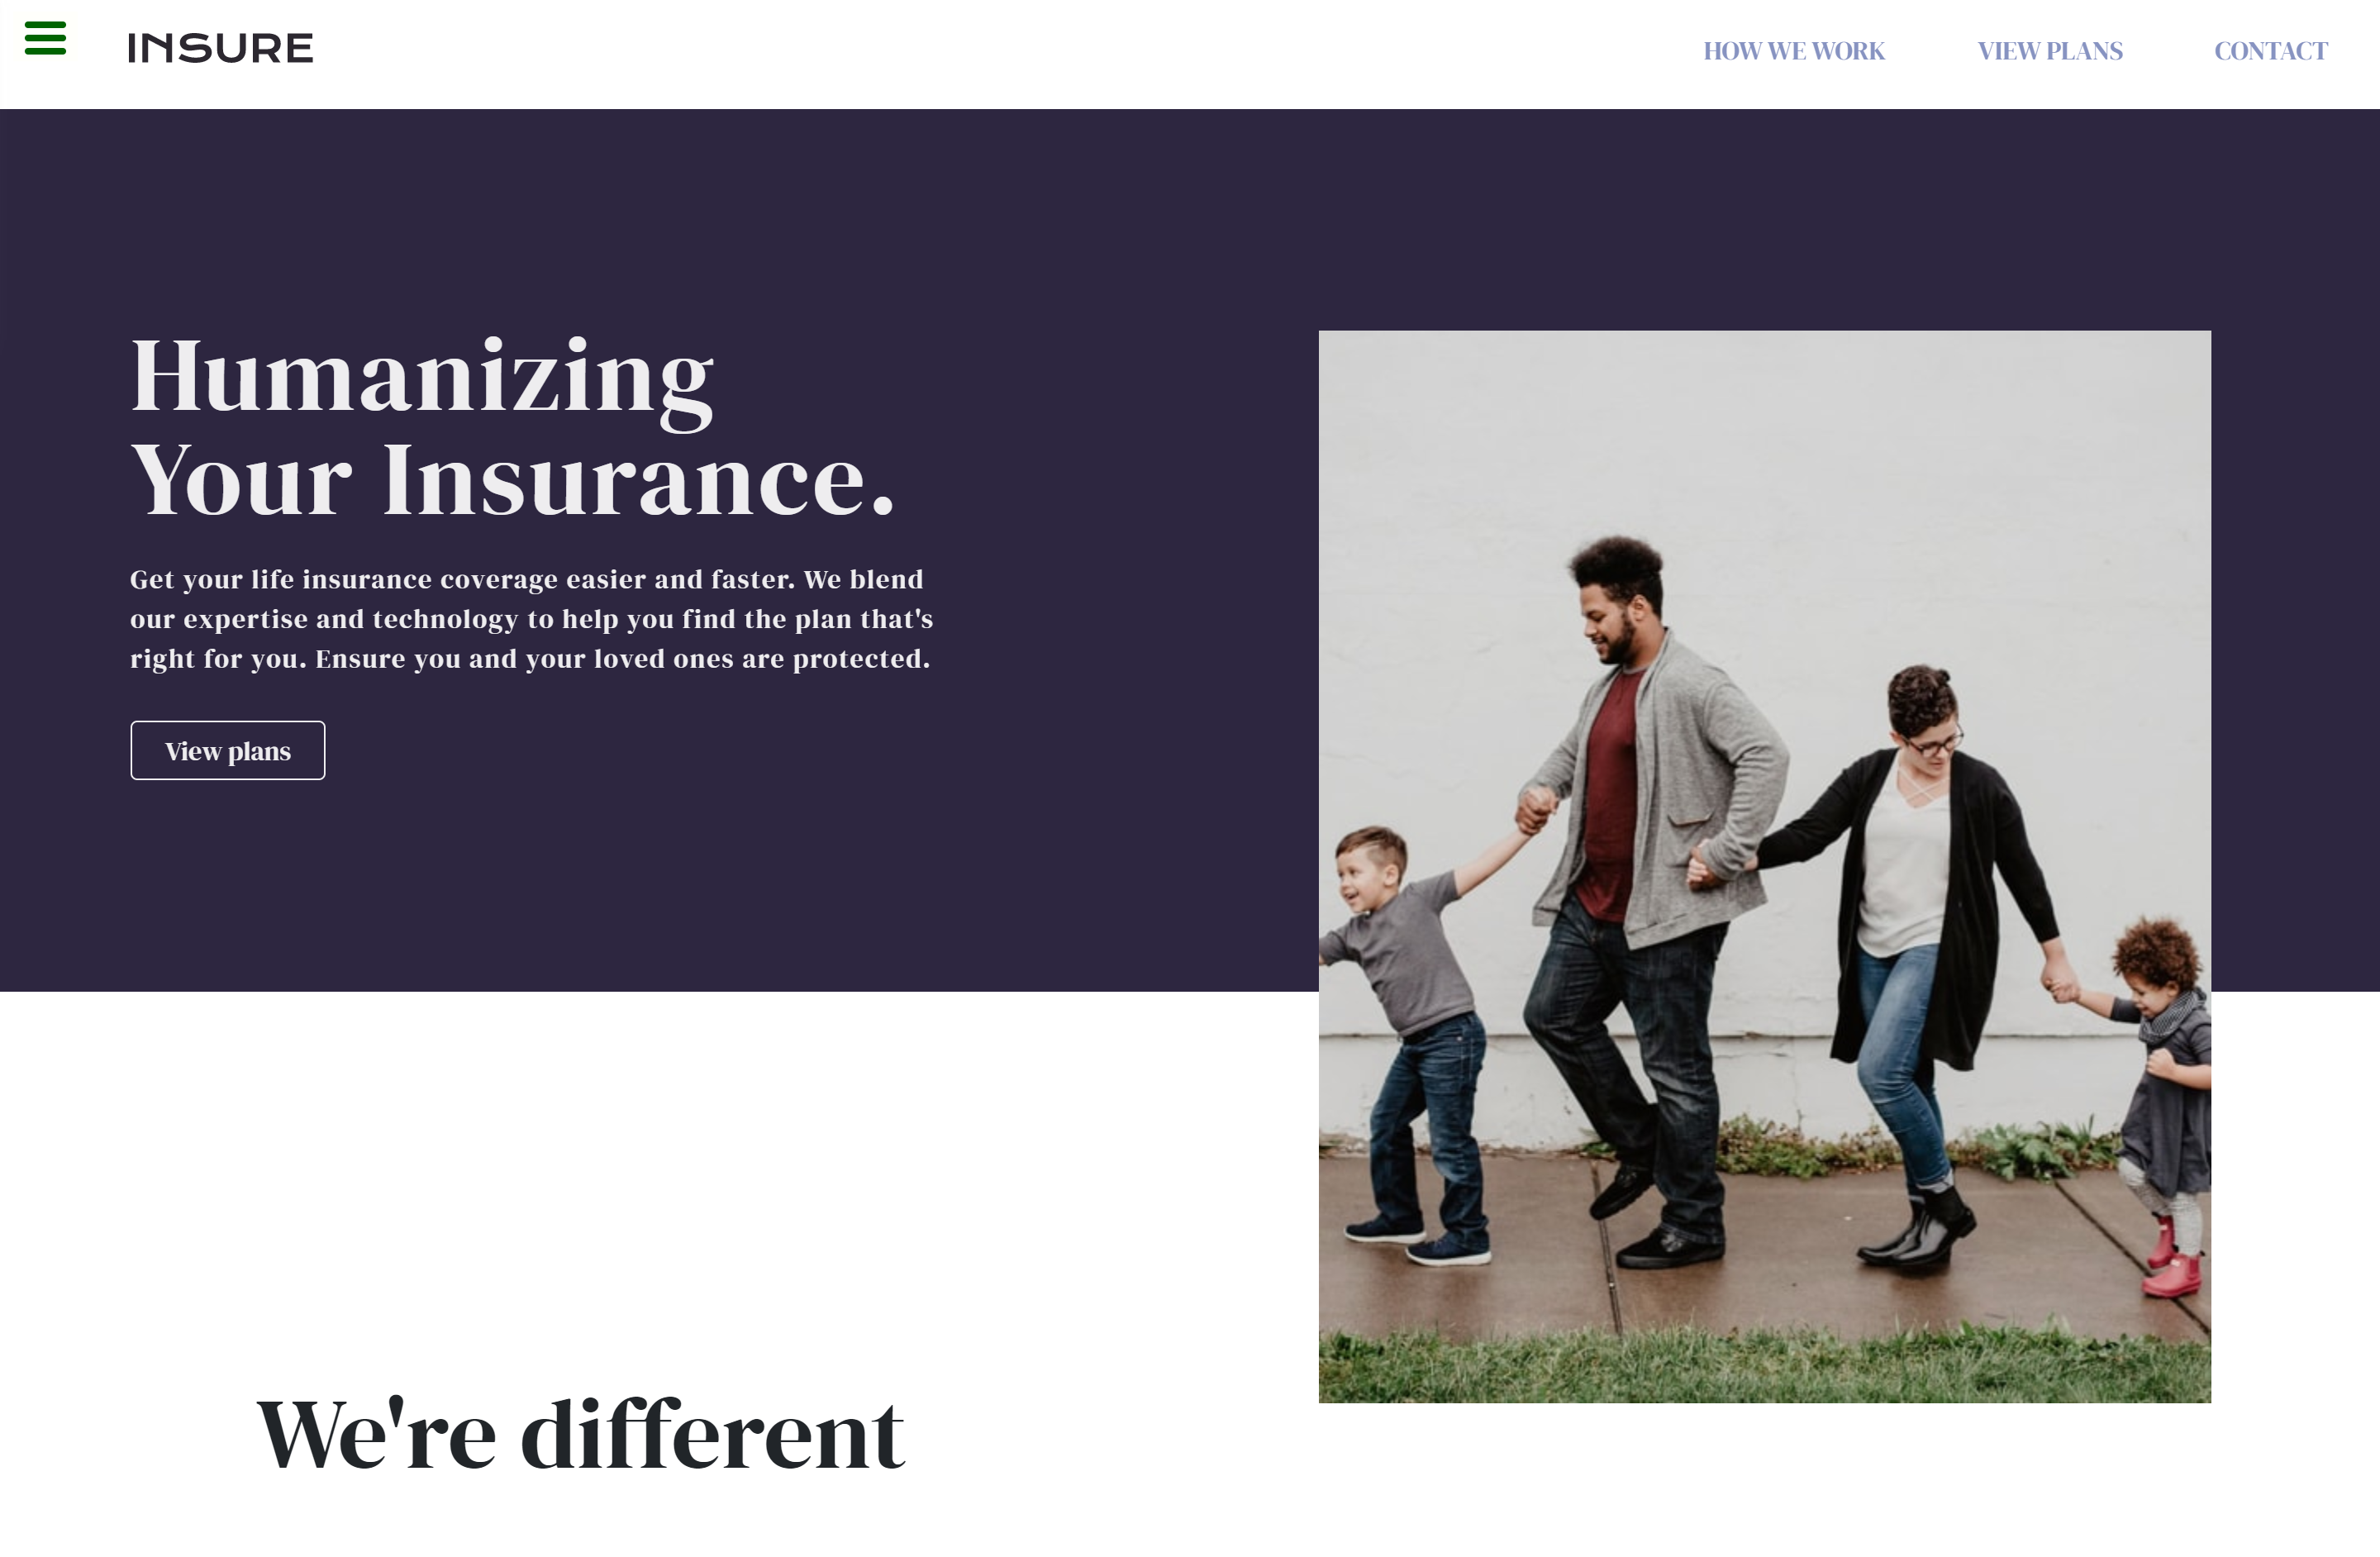 INSURE
HOW WE WORK
VIEW PLANS
CONTACT
Humanizing
Your Insurance.
Get your life insurance coverage easier and faster. We blend
our expertise and technology to help you find the plan that's
right for you. Ensure you and your loved ones are protected.
View plans
We're different